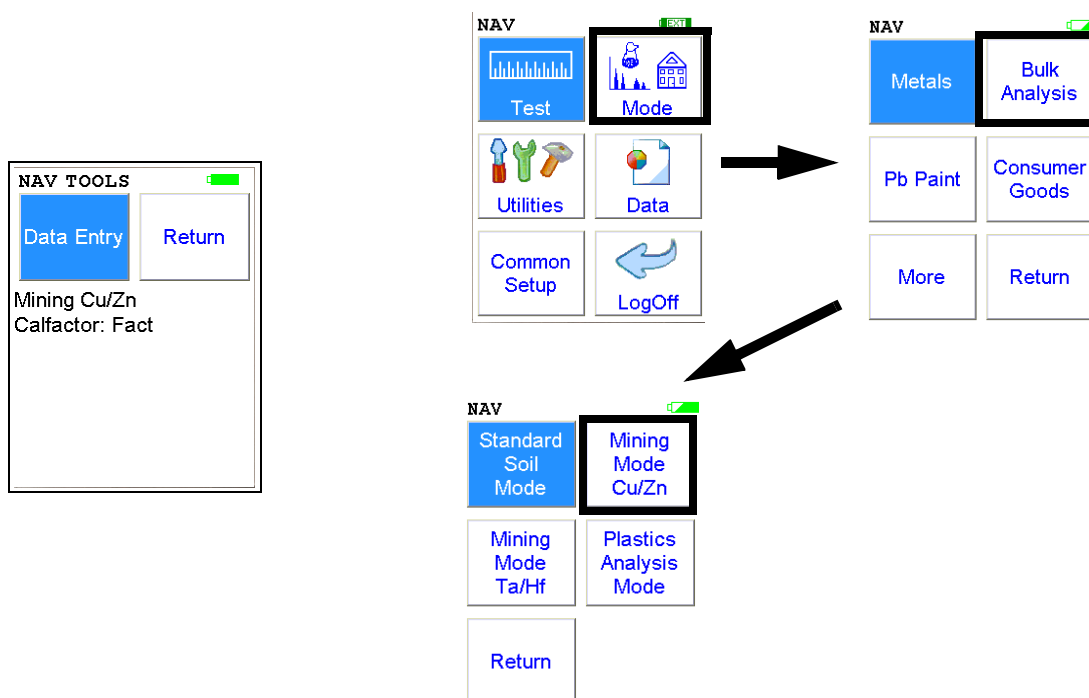 NAV TOOLS
Data Entry
Return
Mining Cu/Zn
Calfactor: Fact
NAV
EXT
Test
Mode
Utilities
Data
Common
Setup
LogOff
NAV
Metals
Bulk
Analysis
Pb Paint
Consumer
Goods
More
Return
NAV
Standard
Soil
Mode
Mining
Mode
Cu/Zn
Mining
Mode
Ta/Hf
Plastics
Analysis
Mode
Return